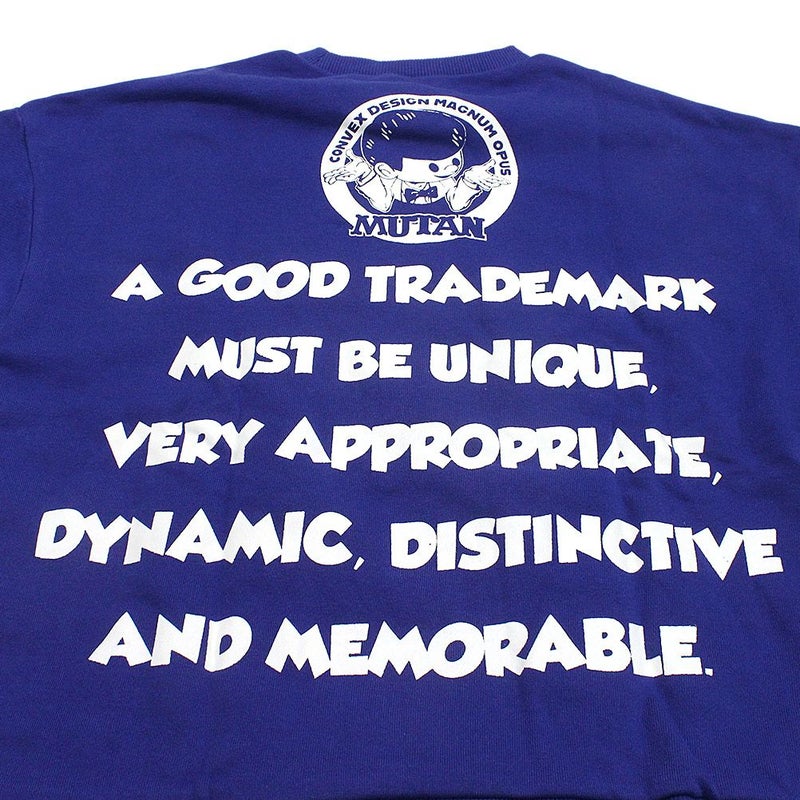 CONVEX DESIGN MAGNUM OPUS
MUTAN
A GOOD TRADEMARK
MUST BE UNIQUE,
VERY APPROPRIATE,
DYNAMIC, DISTINCTIVE
AND MEMORABLE.